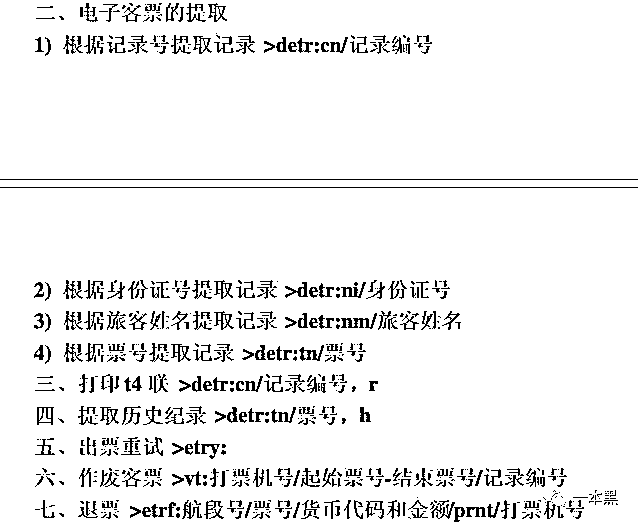 二、电子客票的提取
1) 根据记录号提取记录 >detr:cn/记录编号
2) 根据身份证号提取记录 >detr:ni/身份证号
3) 根据旅客姓名提取记录 >detr:nm/旅客姓名
4) 根据票号提取记录 >detr:tn/票号
三、打印t4联 >detr:cn/记录编号，r
四、提取历史纪录 >detr:tn/票号，h
五、出票重试 >etry:
六、作废客票 >vt:打票机号/起始票号-结束票号/记录编号
七、退票 >etrf:航段号/票号/货币代码和金额/prnt/打票机号
一本黑